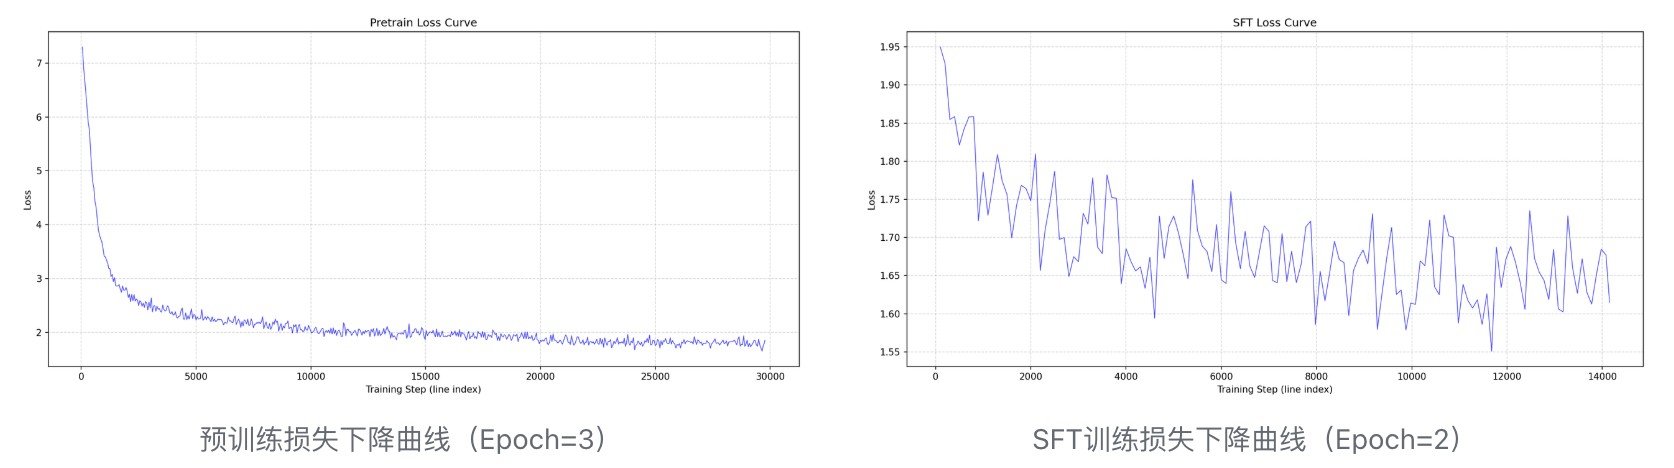 Pretrain Loss Curve
Loss
7
6
5
4
3
2
0 5000 10000 15000 20000 25000 30000
Training Step (line index)
预训练损失下降曲线（Epoch=3）
SFT Loss Curve
Loss
1.95
1.90
1.85
1.80
1.75
1.70
1.65
1.60
1.55
0 2000 4000 6000 8000 10000 12000 14000
Training Step (line index)
SFT训练损失下降曲线（Epoch=2）